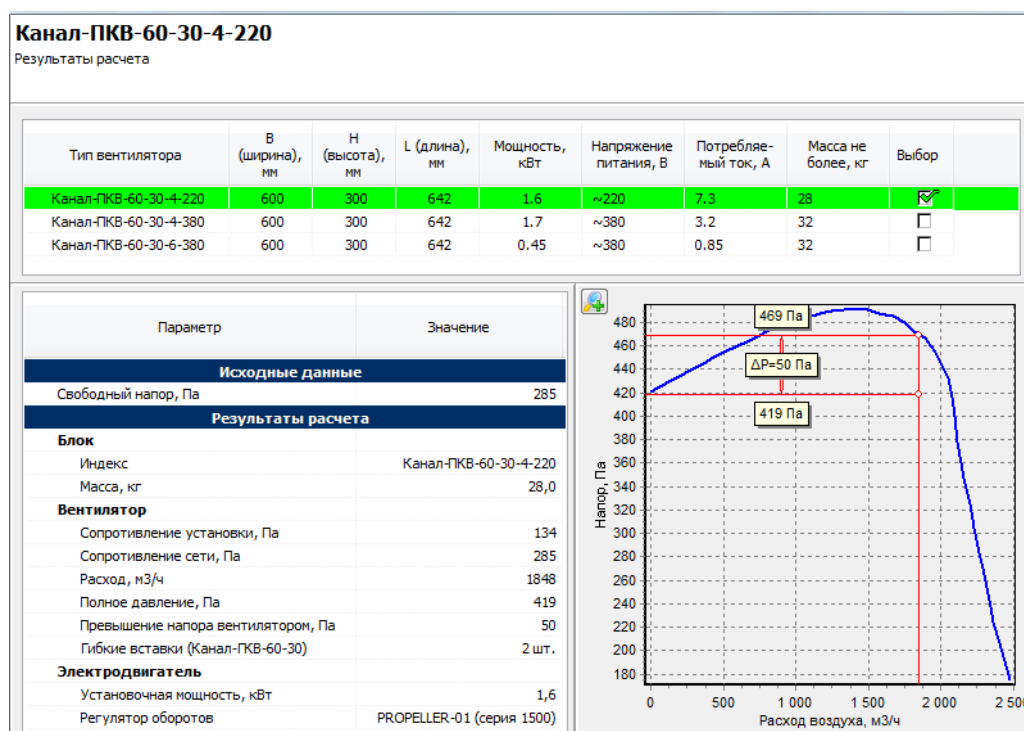 Канал-ПКВ-60-30-4-220
Результаты расчета
Тип вентилятора B (ширина), мм H (высота), мм L (длина), мм Мощность, кВт Напряжение питания, В Потребляе-мый ток, А Масса не более, кг Выбор
Канал-ПКВ-60-30-4-220 600 300 642 1.6 ~220 7.3 28
Канал-ПКВ-60-30-4-380 600 300 642 1.7 ~380 3.2 32
Канал-ПКВ-60-30-6-380 600 300 642 0.45 ~380 0.85 32
Параметр Значение
Исходные данные
Свободный напор, Па 285
Результаты расчета
Блок
Индекс Канал-ПКВ-60-30-4-220
Масса, кг 28,0
Вентилятор
Сопротивление установки, Па 134
Сопротивление сети, Па 285
Расход, м3/ч 1848
Полное давление, Па 419
Превышение напора вентилятором, Па 50
Гибкие вставки (Канал-ПКВ-60-30) 2 шт.
Электродвигатель
Установочная мощность, кВт 1,6
Регулятор оборотов PROPELLER-01 (серия 1500)
469 Па
ΔP=50 Па
419 Па
Напор, Па
480
460
440
420
400
380
360
340
320
300
280
260
240
220
200
180
0 500 1 000 1 500 2 000 2 500
Расход воздуха, м3/ч